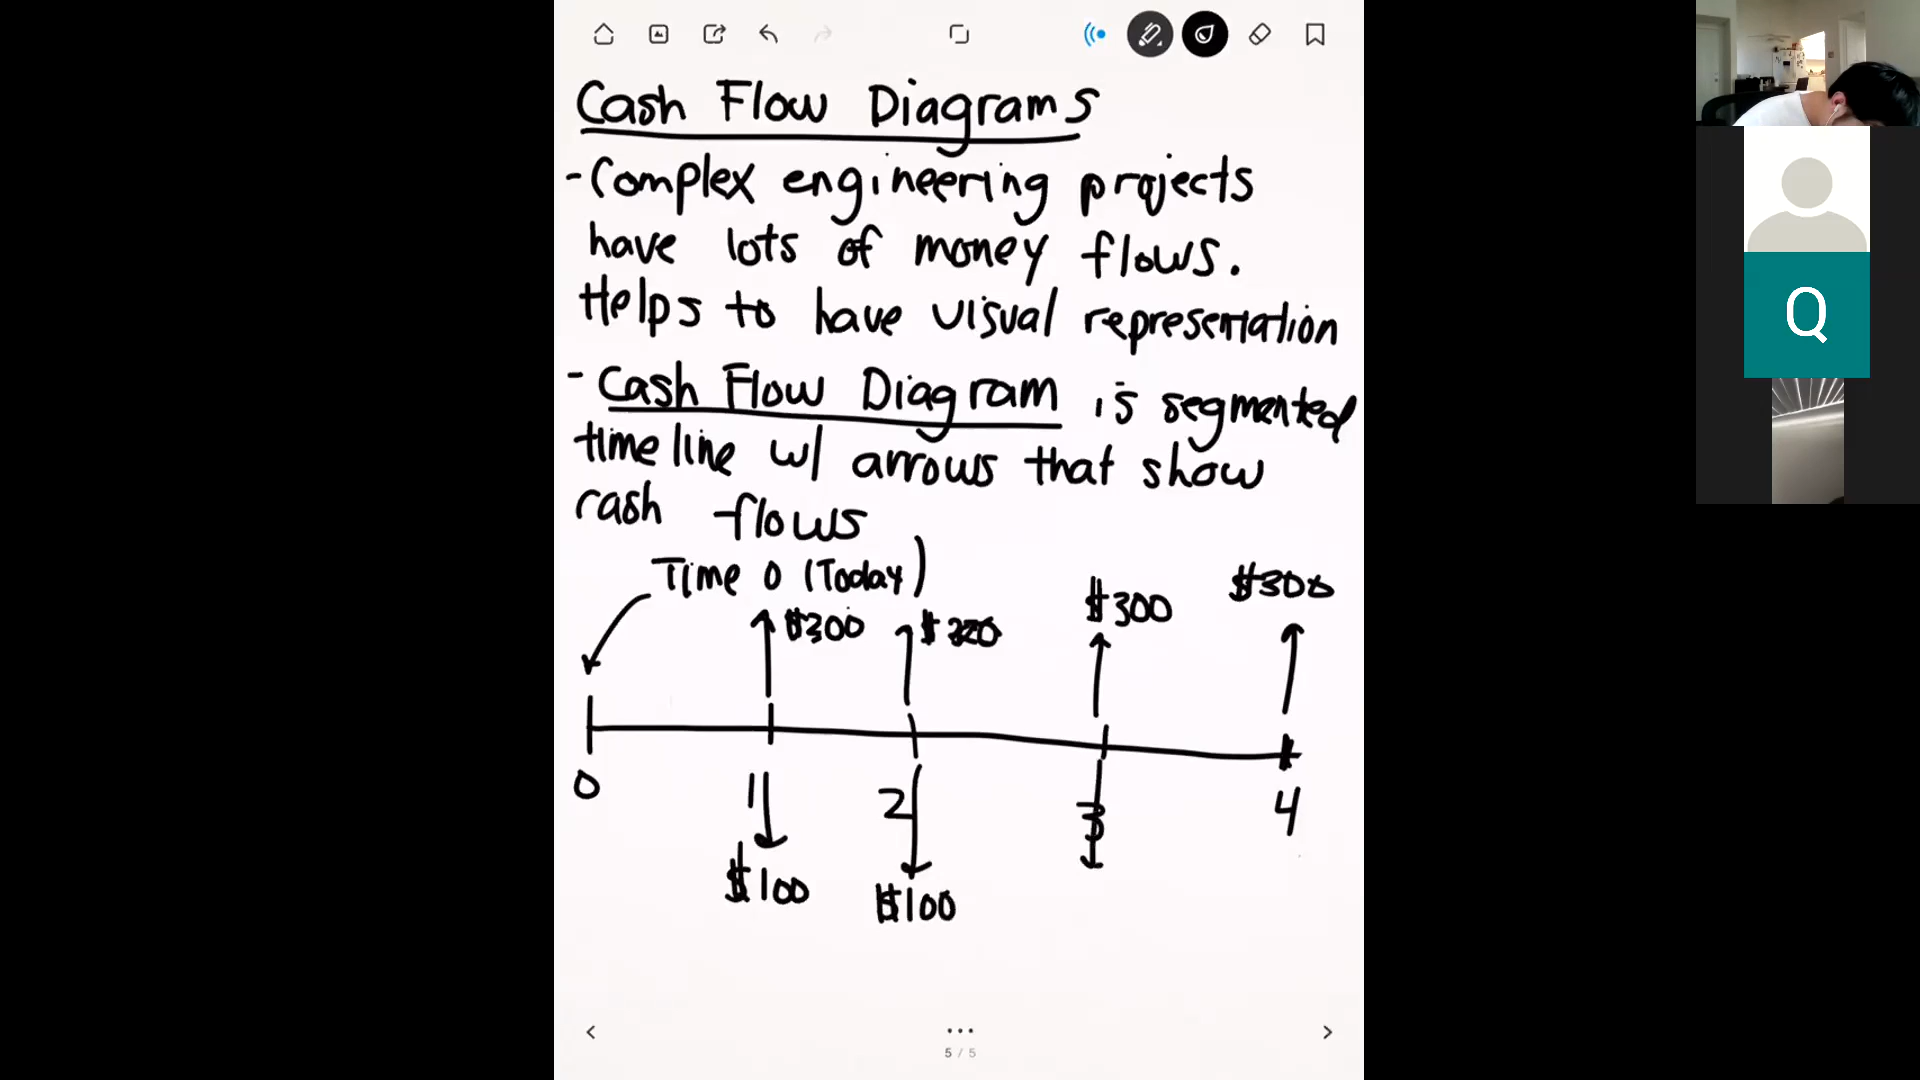 Cash Flow Diagrams
- Complex engineering projects
have lots of money flows.
Helps to have visual representation
- Cash Flow Diagram is segmented
timeline w/ arrows that show
cash flows
Time 0 (Today)
$300
$300
$300
0
1
2
3
4
$100
$100
5 / 5
Q